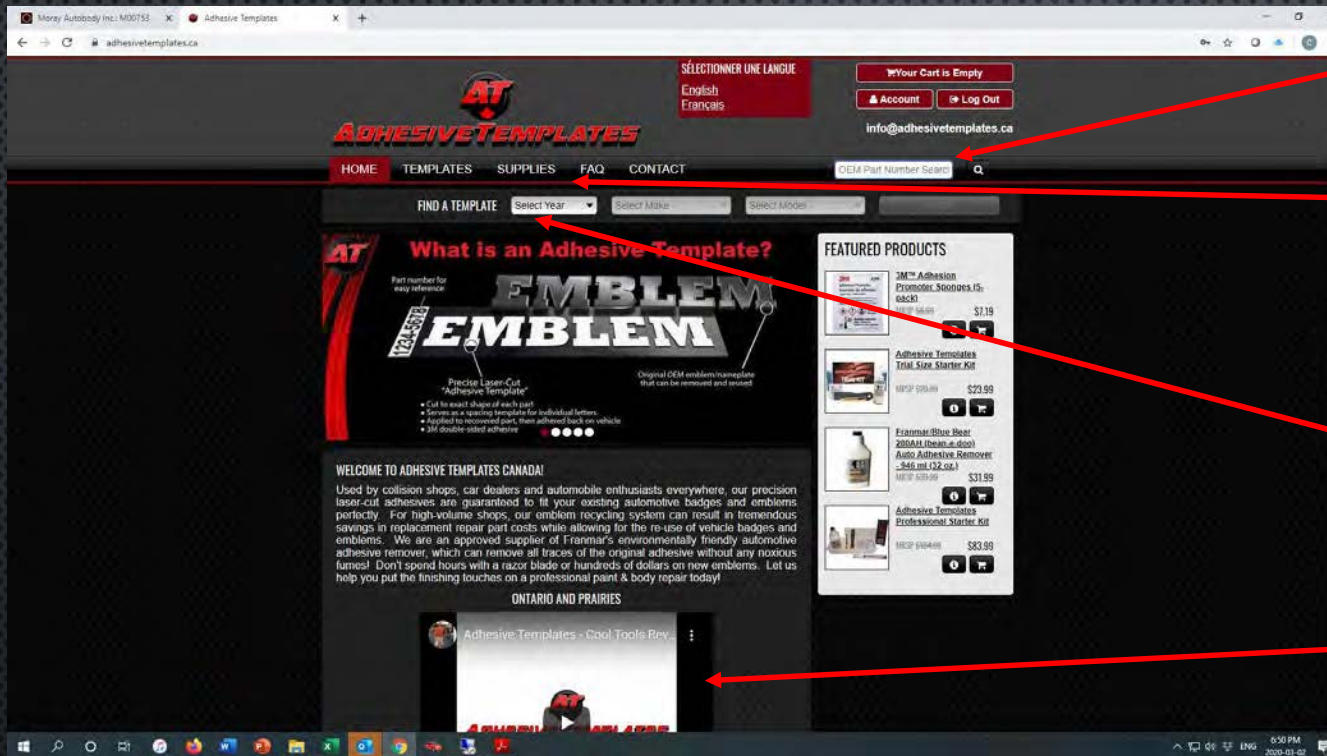 Moray Autobody Inc.: M00753
Adhesive Templates
adhesivetemplates.ca
AT
ADHESIVETEMPLATES
SÉLECTIONNER UNE LANGUE
English
Français
Your Cart is Empty
Account
Log Out
info@adhesivetemplates.ca
HOME TEMPLATES SUPPLIES FAQ CONTACT
OEM Part Number Searc
FIND A TEMPLATE Select Year Select Make Select Model
AT
What is an Adhesive Template?
Part number for
easy reference
EMBLEM
1234-5678
EMBLEM
Precise Laser-Cut
"Adhesive Template"
• Cut to exact shape of each part
• Serves as a spacing template for individual letters
• Applied to recovered part, then adhered back on vehicle
• 3M double-sided adhesive
Original OEM emblem/nameplate
that can be removed and reused
WELCOME TO ADHESIVE TEMPLATES CANADA!
Used by collision shops, car dealers and automobile enthusiasts everywhere, our precision
laser-cut adhesives are guaranteed to fit your existing automotive badges and emblems
perfectly. For high-volume shops, our emblem recycling system can result in tremendous
savings in replacement repair part costs while allowing for the re-use of vehicle badges and
emblems. We are an approved supplier of Franmar's environmentally friendly automotive
adhesive remover, which can remove all traces of the original adhesive without any noxious
fumes! Don't spend hours with a razor blade or hundreds of dollars on new emblems. Let us
help you put the finishing touches on a professional paint & body repair today!
ONTARIO AND PRAIRIES
Adhesive Templates - Cool Tools Rev...
ADHESIVE TEMPLATES
FEATURED PRODUCTS
3M™ Adhesion
Promoter Sponges (5-
pack)
MSRP
$7.19
Adhesive Templates
Trial Size Starter Kit
MSRP
$23.99
Franmar/Blue Bear
200AH (bean-e-doo)
Auto Adhesive Remover
- 946 ml (32 oz.)
MSRP
$31.99
Adhesive Templates
Professional Starter Kit
MSRP
$83.99
ENG
6:50 PM
2020-03-02